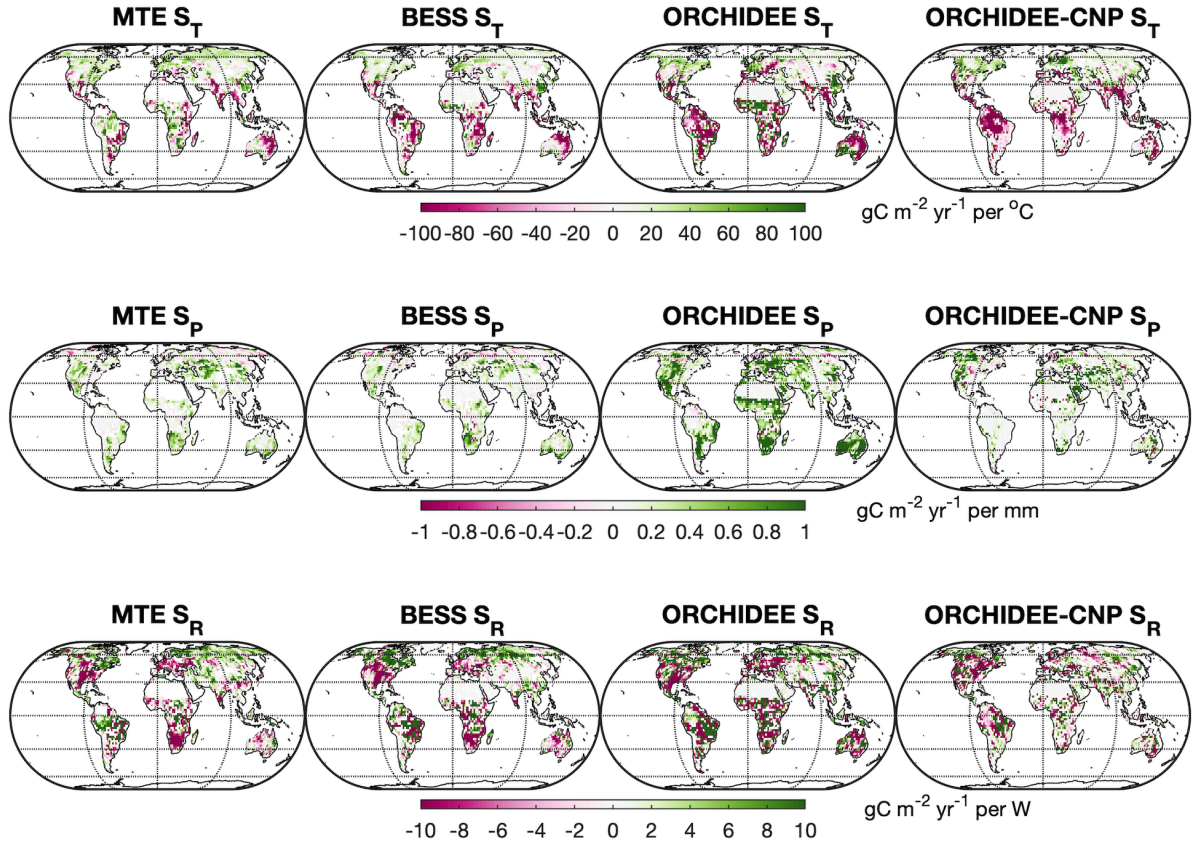 MTE S_T BESS S_T ORCHIDEE S_T ORCHIDEE-CNP S_T
gC m^-2 yr^-1 per ^oC
-100 -80 -60 -40 -20 0 20 40 60 80 100
MTE S_P BESS S_P ORCHIDEE S_P ORCHIDEE-CNP S_P
gC m^-2 yr^-1 per mm
-1 -0.8 -0.6 -0.4 -0.2 0 0.2 0.4 0.6 0.8 1
MTE S_R BESS S_R ORCHIDEE S_R ORCHIDEE-CNP S_R
gC m^-2 yr^-1 per W
-10 -8 -6 -4 -2 0 2 4 6 8 10